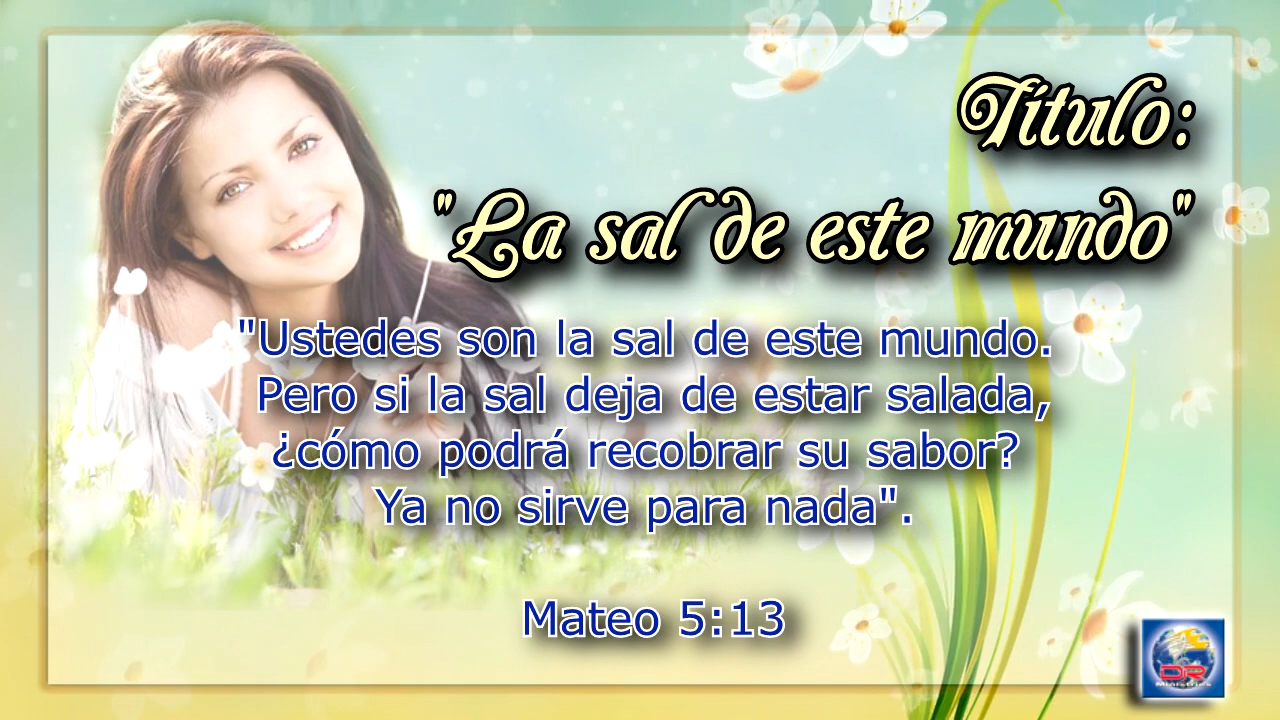 Título:
"La sal de este mundo"
"Ustedes son la sal de este mundo.
Pero si la sal deja de estar salada,
¿cómo podrá recobrar su sabor?
Ya no sirve para nada".
Mateo 5:13
DR
Ministries